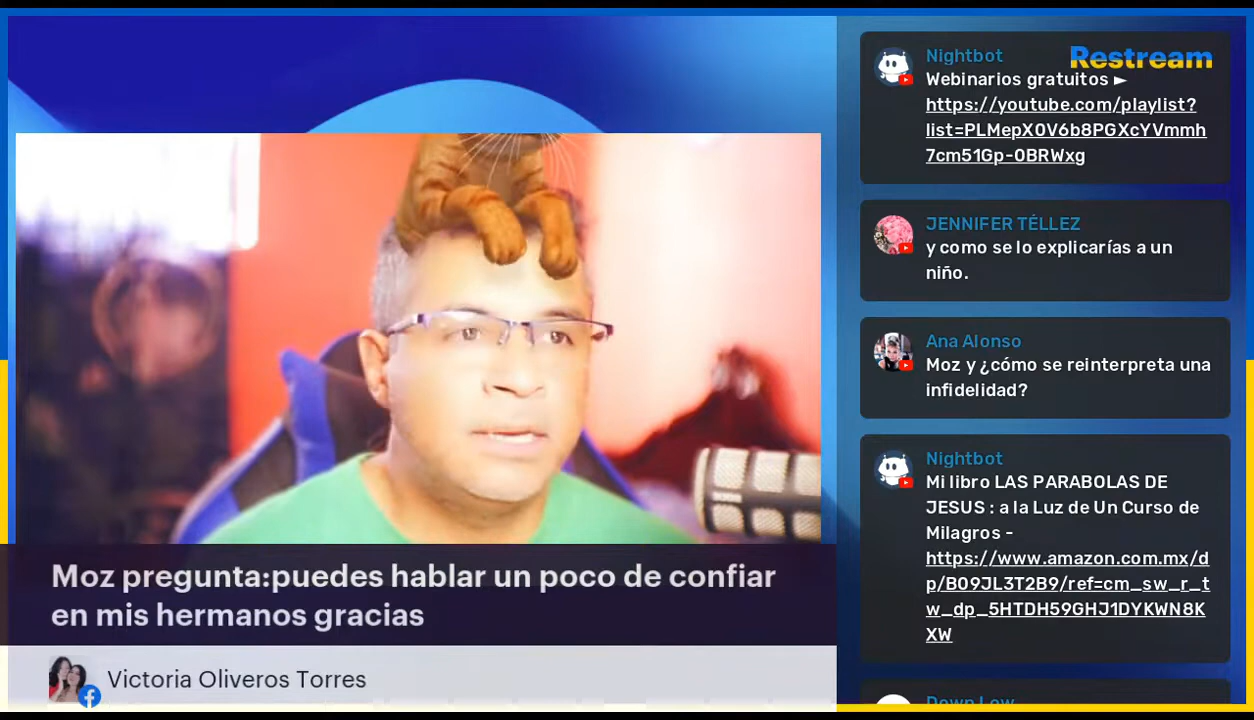 Moz pregunta:puedes hablar un poco de confiar
en mis hermanos gracias
Victoria Oliveros Torres
Restream
Nightbot
Webinarios gratuitos ►
https://youtube.com/playlist?
list=PLMepX0V6b8PGXcYVmmh
7cm51Gp-0BRWxg
JENNIFER TÉLLEZ
y como se lo explicarías a un
niño.
Ana Alonso
Moz y ¿cómo se reinterpreta una
infidelidad?
Nightbot
Mi libro LAS PARABOLAS DE
JESUS : a la Luz de Un Curso de
Milagros -
https://www.amazon.com.mx/d
p/B09JL3T2B9/ref=cm_sw_r_t
w_dp_5HTDH59GHJ1DYKWN8K
XW
Down Low